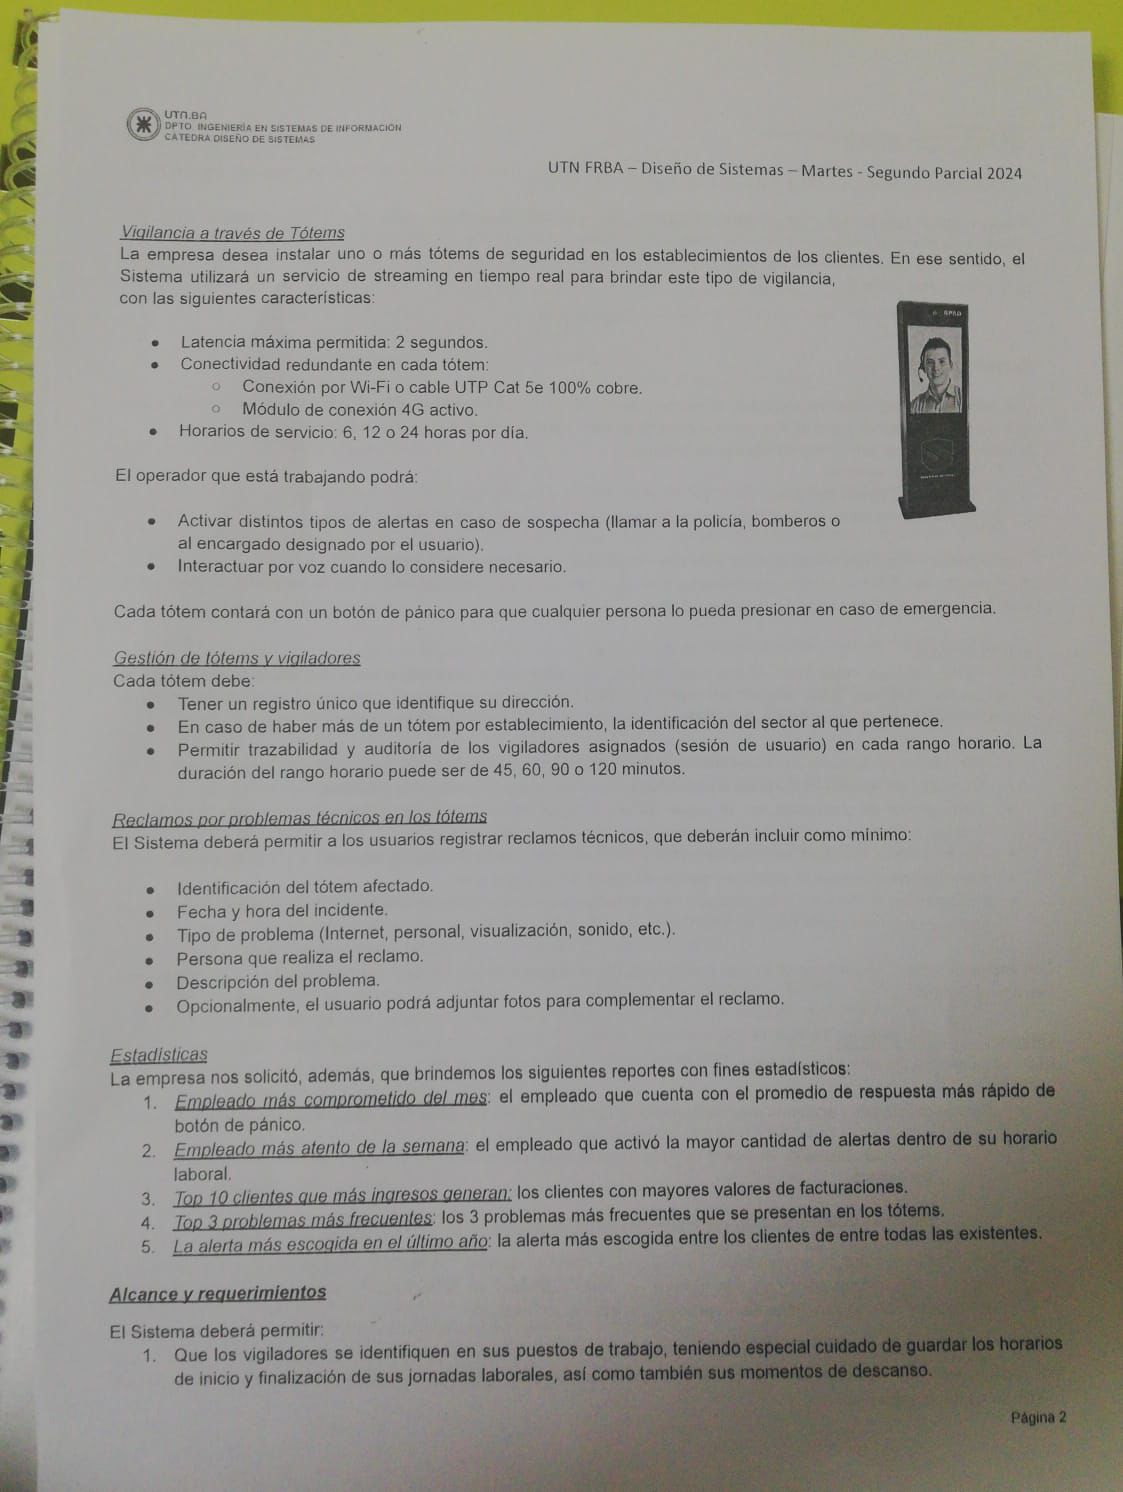 UTN.BA
DPTO. INGENIERÍA EN SISTEMAS DE INFORMACIÓN
CÁTEDRA DISEÑO DE SISTEMAS
UTN FRBA – Diseño de Sistemas – Martes - Segundo Parcial 2024
Vigilancia a través de Tótems
La empresa desea instalar uno o más tótems de seguridad en los establecimientos de los clientes. En ese sentido, el
Sistema utilizará un servicio de streaming en tiempo real para brindar este tipo de vigilancia,
con las siguientes características:
● Latencia máxima permitida: 2 segundos.
● Conectividad redundante en cada tótem:
○ Conexión por Wi-Fi o cable UTP Cat 5e 100% cobre.
○ Módulo de conexión 4G activo.
● Horarios de servicio: 6, 12 o 24 horas por día.
El operador que está trabajando podrá:
● Activar distintos tipos de alertas en caso de sospecha (llamar a la policía, bomberos o
al encargado designado por el usuario).
● Interactuar por voz cuando lo considere necesario.
Cada tótem contará con un botón de pánico para que cualquier persona lo pueda presionar en caso de emergencia.
Gestión de tótems y vigiladores
Cada tótem debe:
● Tener un registro único que identifique su dirección.
● En caso de haber más de un tótem por establecimiento, la identificación del sector al que pertenece.
● Permitir trazabilidad y auditoría de los vigiladores asignados (sesión de usuario) en cada rango horario. La
duración del rango horario puede ser de 45, 60, 90 o 120 minutos.
Reclamos por problemas técnicos en los tótems
El Sistema deberá permitir a los usuarios registrar reclamos técnicos, que deberán incluir como mínimo:
● Identificación del tótem afectado.
● Fecha y hora del incidente.
● Tipo de problema (Internet, personal, visualización, sonido, etc.).
● Persona que realiza el reclamo.
● Descripción del problema.
● Opcionalmente, el usuario podrá adjuntar fotos para complementar el reclamo.
Estadísticas
La empresa nos solicitó, además, que brindemos los siguientes reportes con fines estadísticos:
1. Empleado más comprometido del mes: el empleado que cuenta con el promedio de respuesta más rápido de
botón de pánico.
2. Empleado más atento de la semana: el empleado que activó la mayor cantidad de alertas dentro de su horario
laboral.
3. Top 10 clientes que más ingresos generan: los clientes con mayores valores de facturaciones.
4. Top 3 problemas más frecuentes: los 3 problemas más frecuentes que se presentan en los tótems.
5. La alerta más escogida en el último año: la alerta más escogida entre los clientes de entre todas las existentes.
Alcance y requerimientos
El Sistema deberá permitir:
1. Que los vigiladores se identifiquen en sus puestos de trabajo, teniendo especial cuidado de guardar los horarios
de inicio y finalización de sus jornadas laborales, así como también sus momentos de descanso.
Página 2